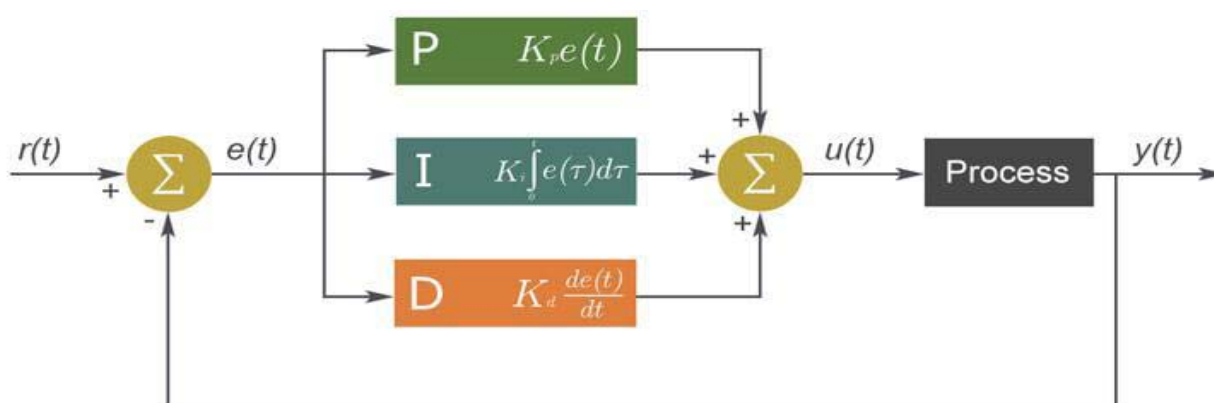 P K_p e(t)
r(t) + - Σ e(t)
I K_i ∫_0^t e(τ)dτ
+ + + Σ u(t)
Process y(t)
D K_d de(t)/dt